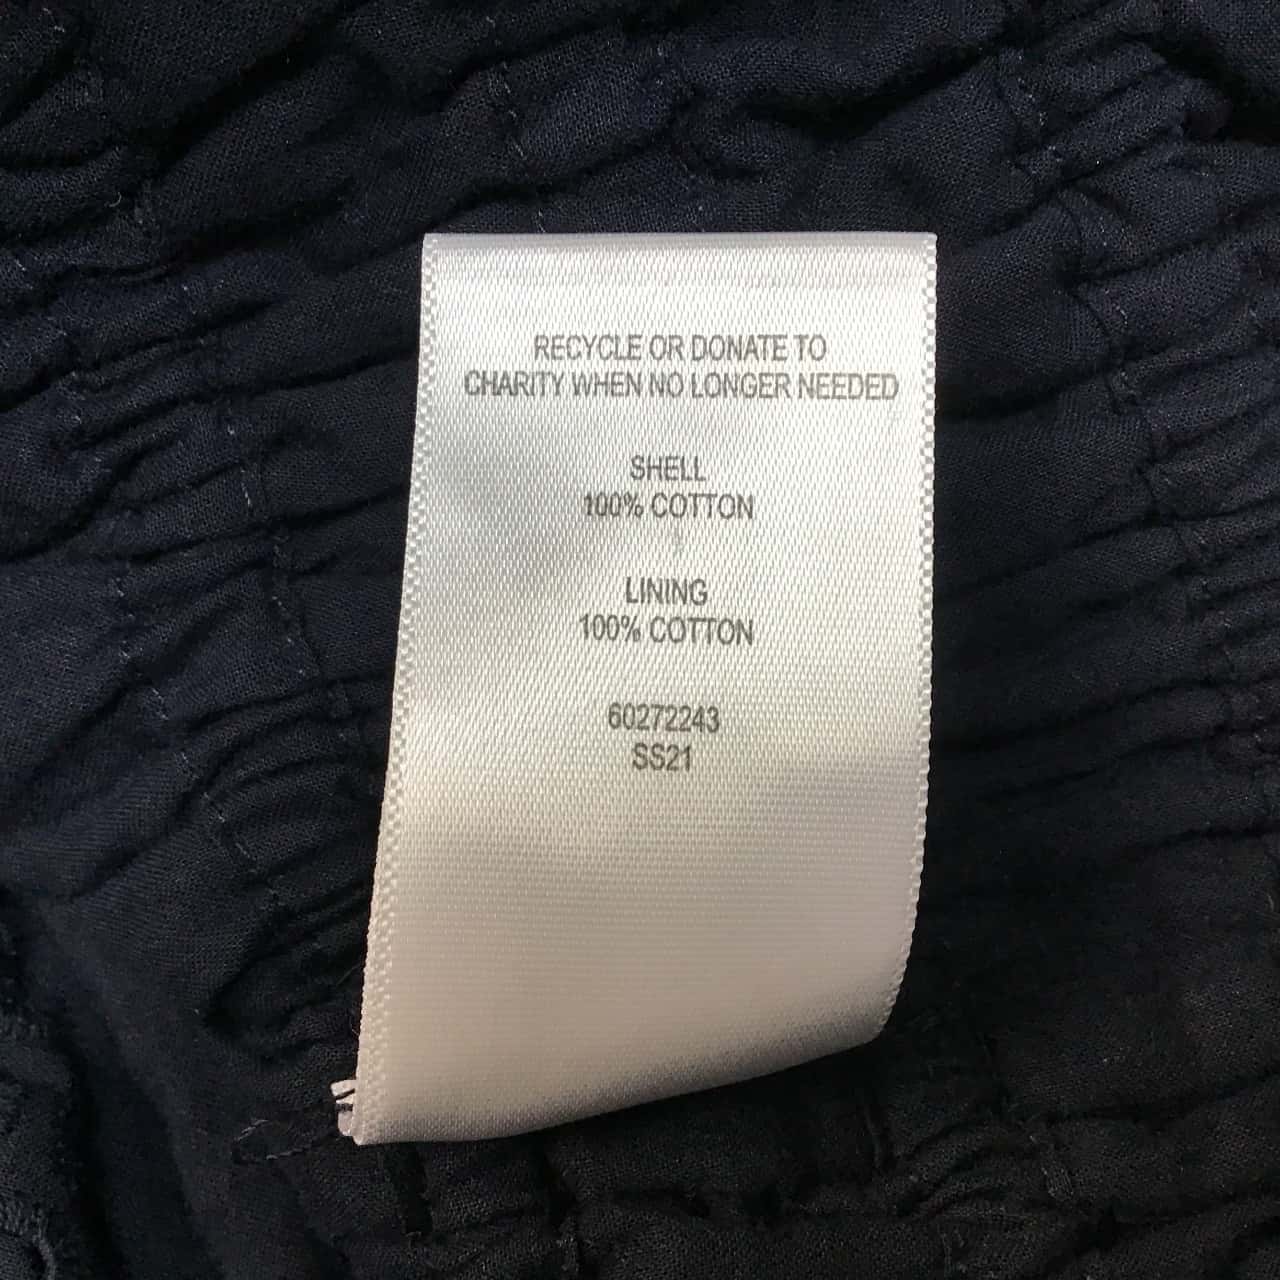 RECYCLE OR DONATE TO
CHARITY WHEN NO LONGER NEEDED
SHELL
100% COTTON
LINING
100% COTTON
60272243
SS21